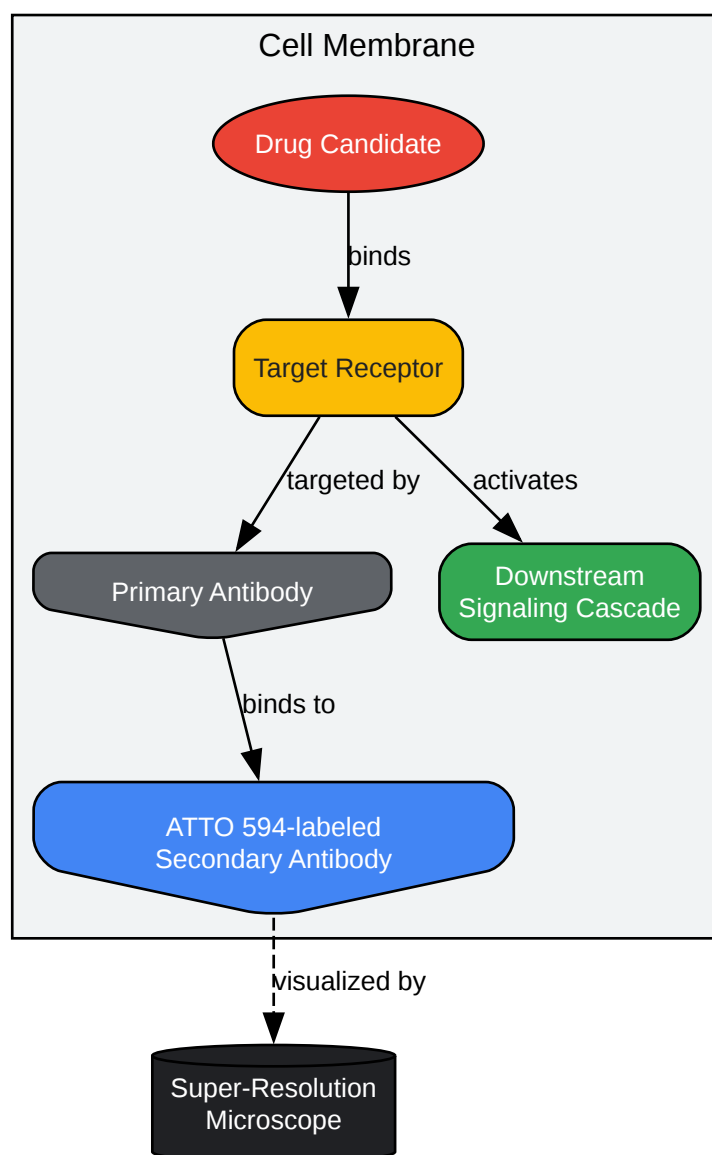 Cell Membrane
Drug Candidate
binds
Target Receptor
targeted by
activates
Primary Antibody
Downstream
Signaling Cascade
binds to
ATTO 594-labeled
Secondary Antibody
visualized by
Super-Resolution
Microscope